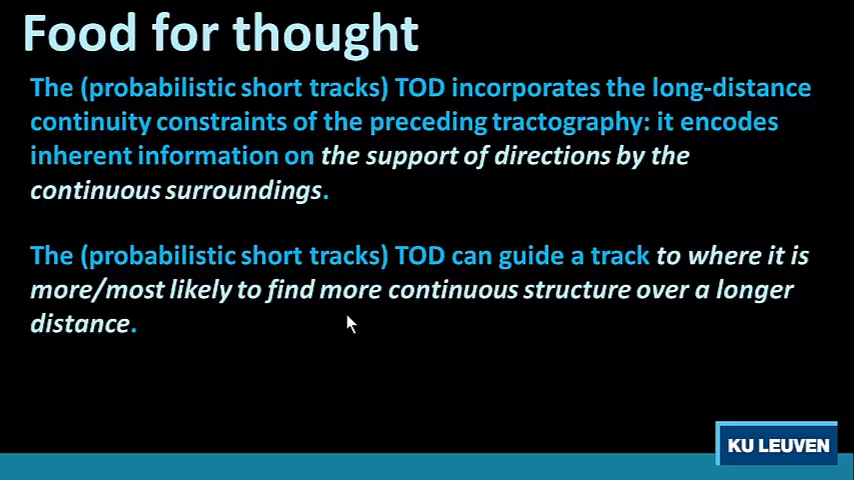 Food for thought
The (probabilistic short tracks) TOD incorporates the long-distance
continuity constraints of the preceding tractography: it encodes
inherent information on the support of directions by the
continuous surroundings.
The (probabilistic short tracks) TOD can guide a track to where it is
more/most likely to find more continuous structure over a longer
distance.
KU LEUVEN